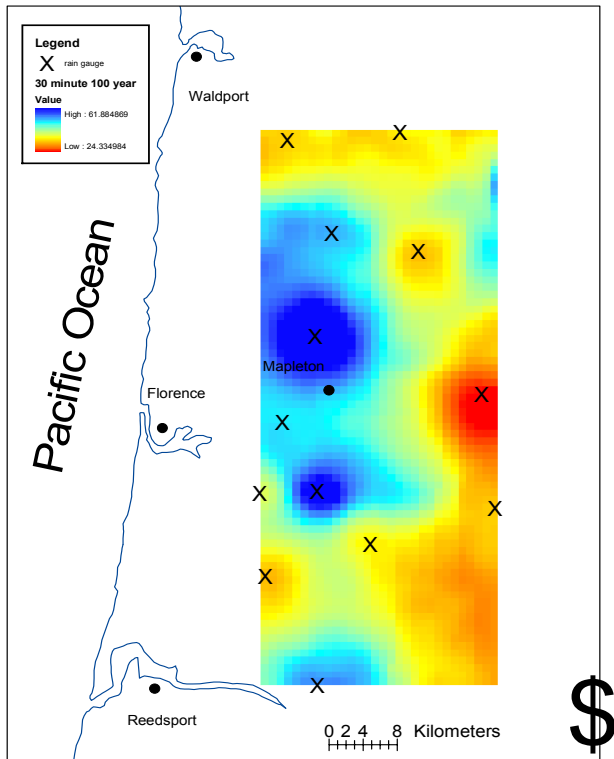 Legend
X rain gauge
30 minute 100 year
Value
High : 61.884869
Low : 24.334984
Waldport
X X
X
X
X
Mapleton
X
Pacific Ocean
Florence
X
X X
X
X
X
X
Reedsport
0 2 4 8 Kilometers
$